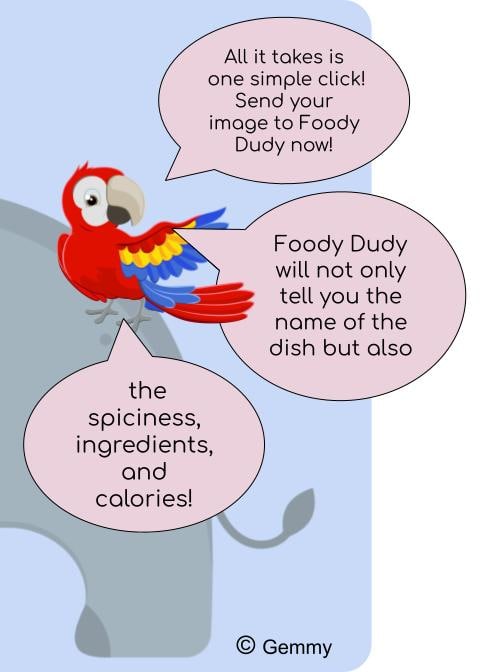 All it takes is
one simple click!
Send your
image to Foody
Dudy now!
Foody Dudy
will not only
tell you the
name of the
dish but also
the
spiciness,
ingredients,
and
calories!
© Gemmy